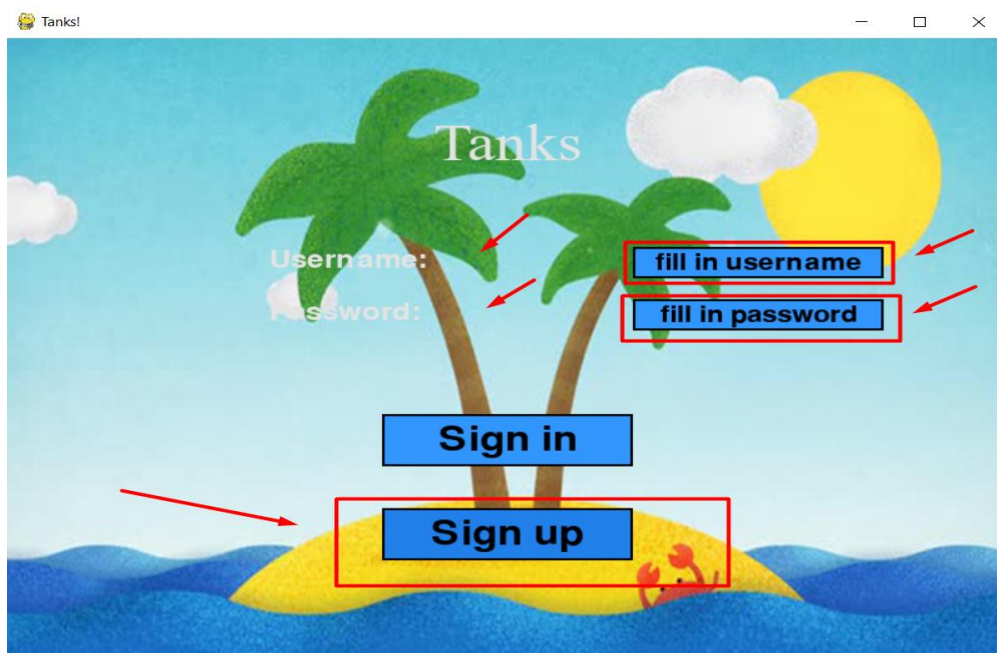 Tanks!
Tanks
Username: fill in username
Password: fill in password
Sign in
Sign up